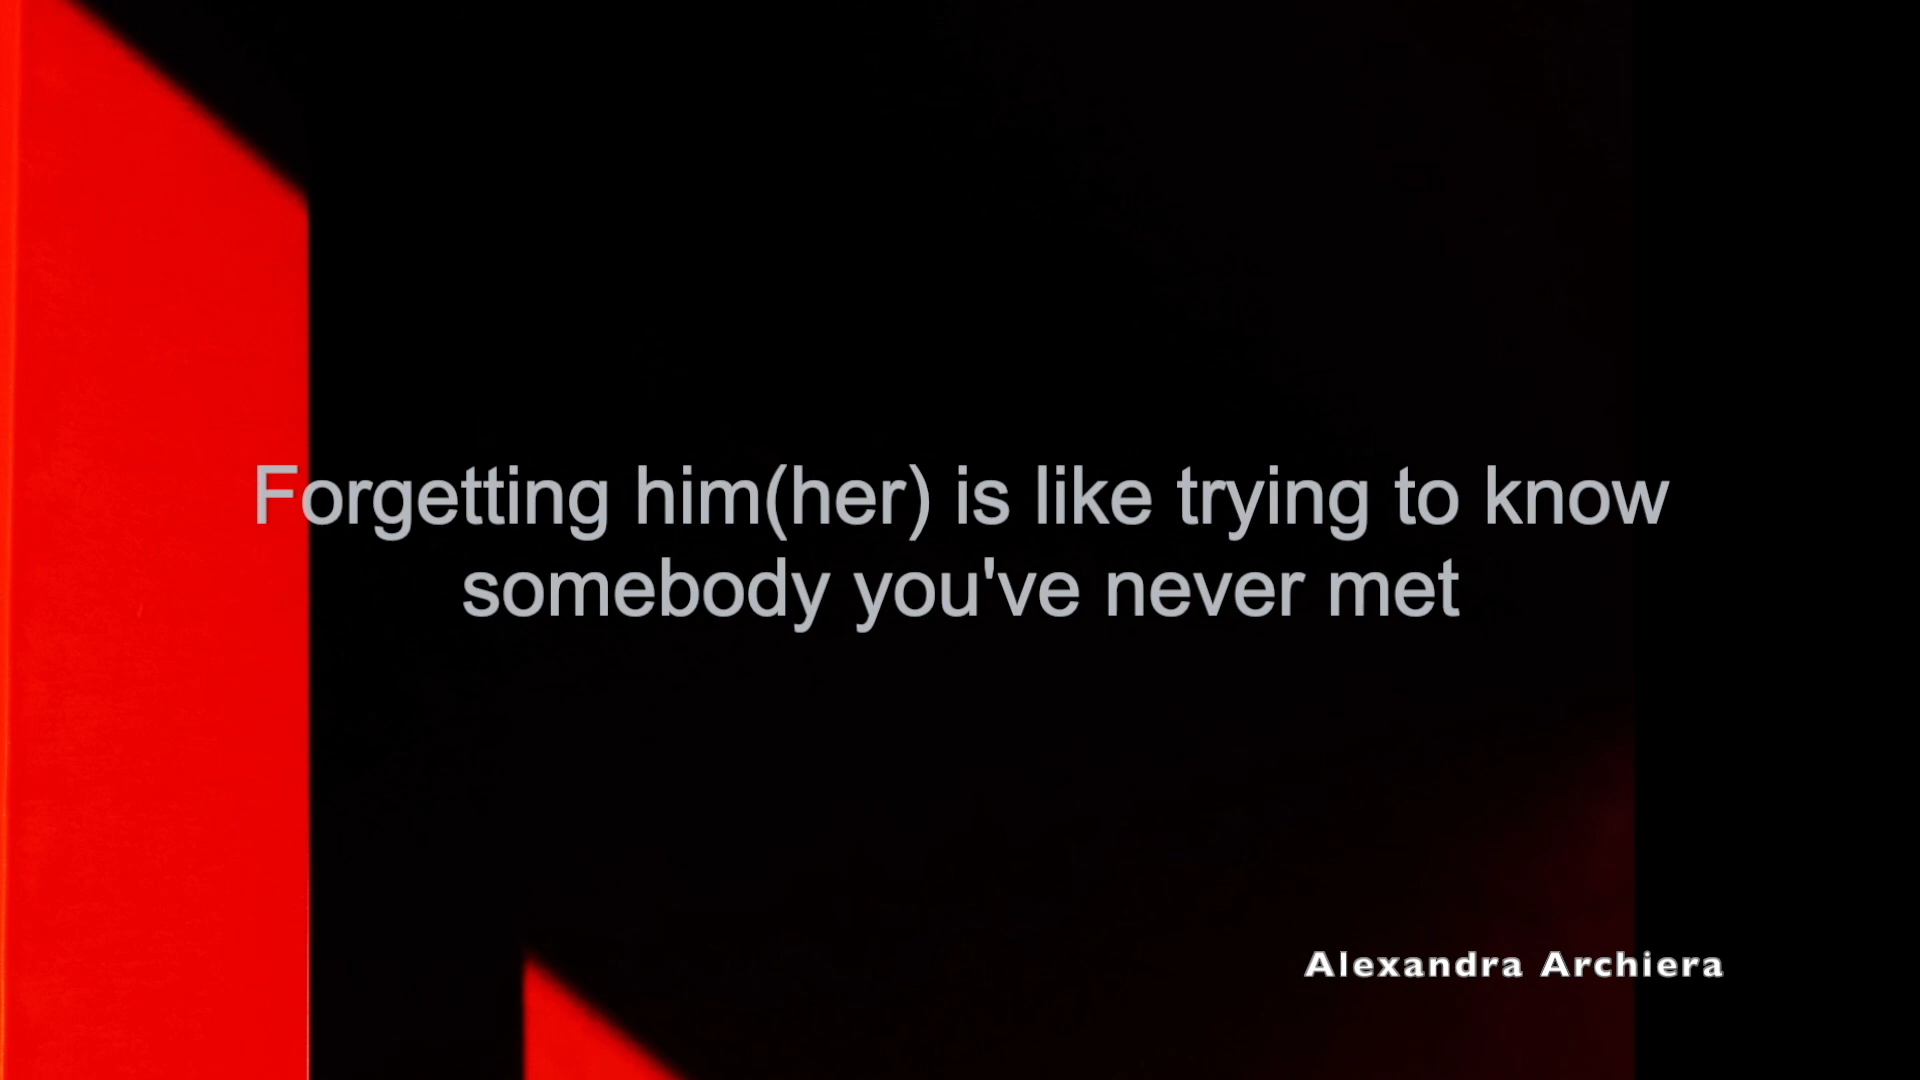 Forgetting him(her) is like trying to know
somebody you've never met
Alexandra Archiera